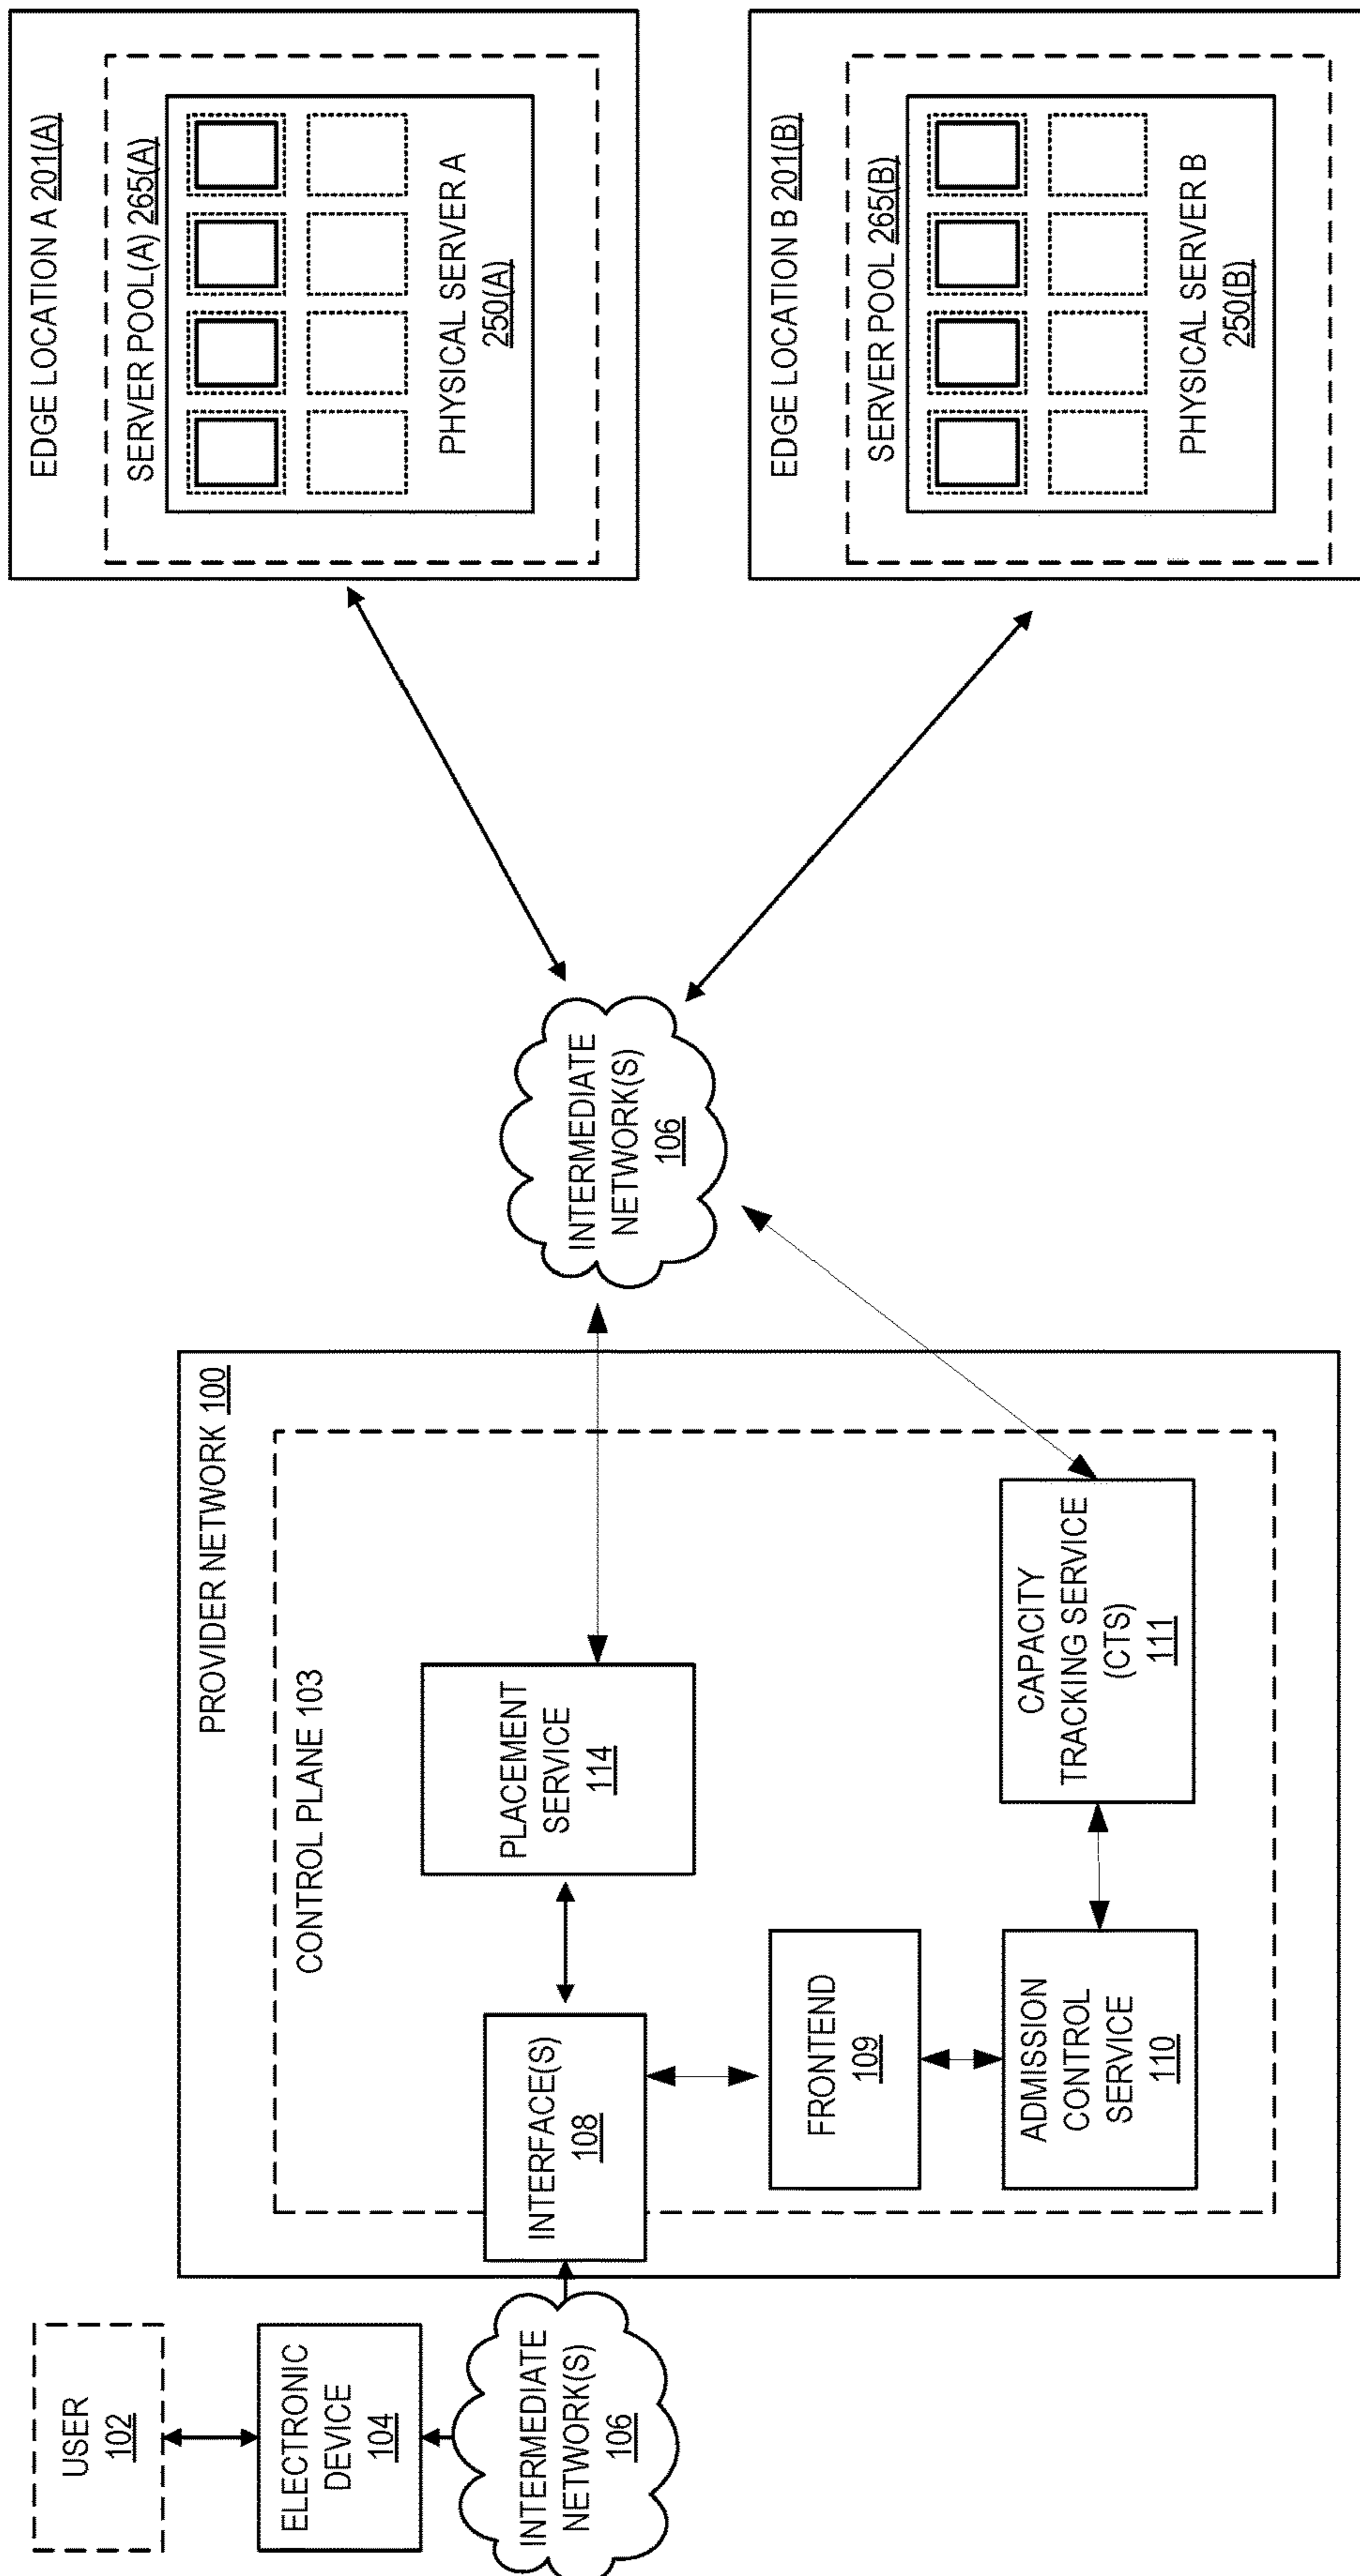 USER
102
ELECTRONIC
DEVICE
104
INTERMEDIATE
NETWORK(S)
106
PROVIDER NETWORK 100
CONTROL PLANE 103
INTERFACE(S)
108
PLACEMENT
SERVICE
114
FRONTEND
109
ADMISSION
CONTROL
SERVICE
110
CAPACITY
TRACKING SERVICE
(CTS)
111
INTERMEDIATE
NETWORK(S)
106
EDGE LOCATION A 201(A)
SERVER POOL(A) 265(A)
PHYSICAL SERVER A
250(A)
EDGE LOCATION B 201(B)
SERVER POOL 265(B)
PHYSICAL SERVER B
250(B)